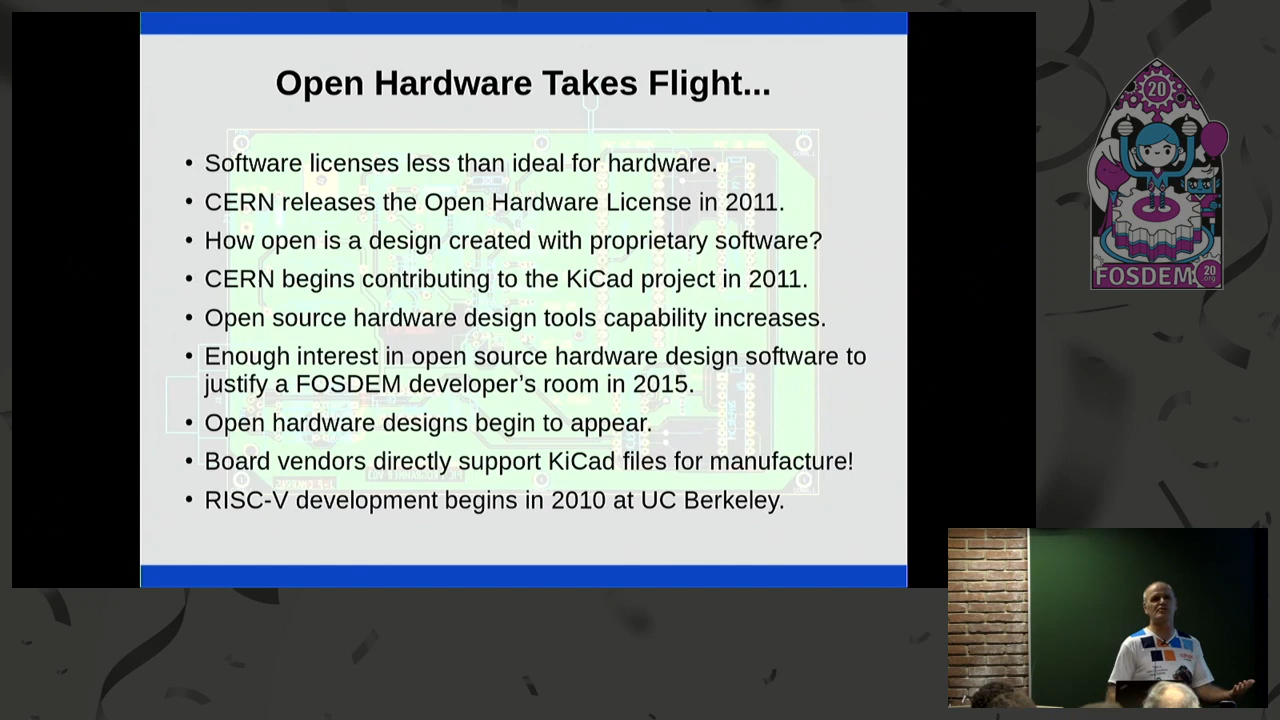 Open Hardware Takes Flight...
• Software licenses less than ideal for hardware.
• CERN releases the Open Hardware License in 2011.
• How open is a design created with proprietary software?
• CERN begins contributing to the KiCad project in 2011.
• Open source hardware design tools capability increases.
• Enough interest in open source hardware design software to
justify a FOSDEM developer’s room in 2015.
• Open hardware designs begin to appear.
• Board vendors directly support KiCad files for manufacture!
• RISC-V development begins in 2010 at UC Berkeley.
20
FOSDEM 20
.org